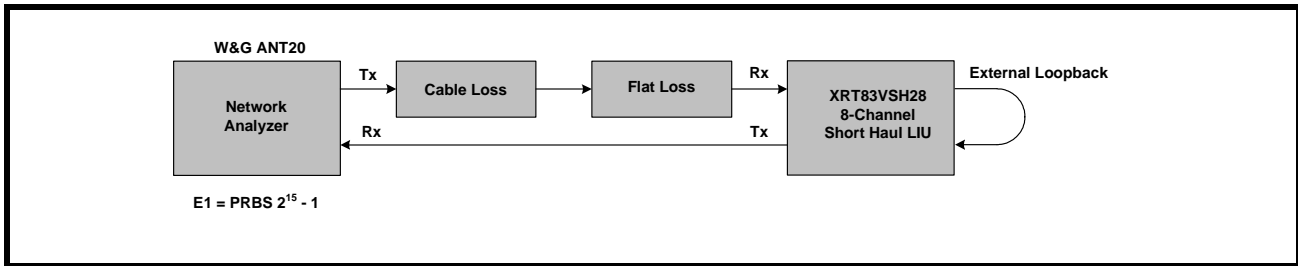 W&G ANT20
Network
Analyzer
Tx
Cable Loss
Flat Loss
Rx
XRT83VSH28
8-Channel
Short Haul LIU
External Loopback
Rx
Tx
E1 = PRBS 2¹⁵ - 1